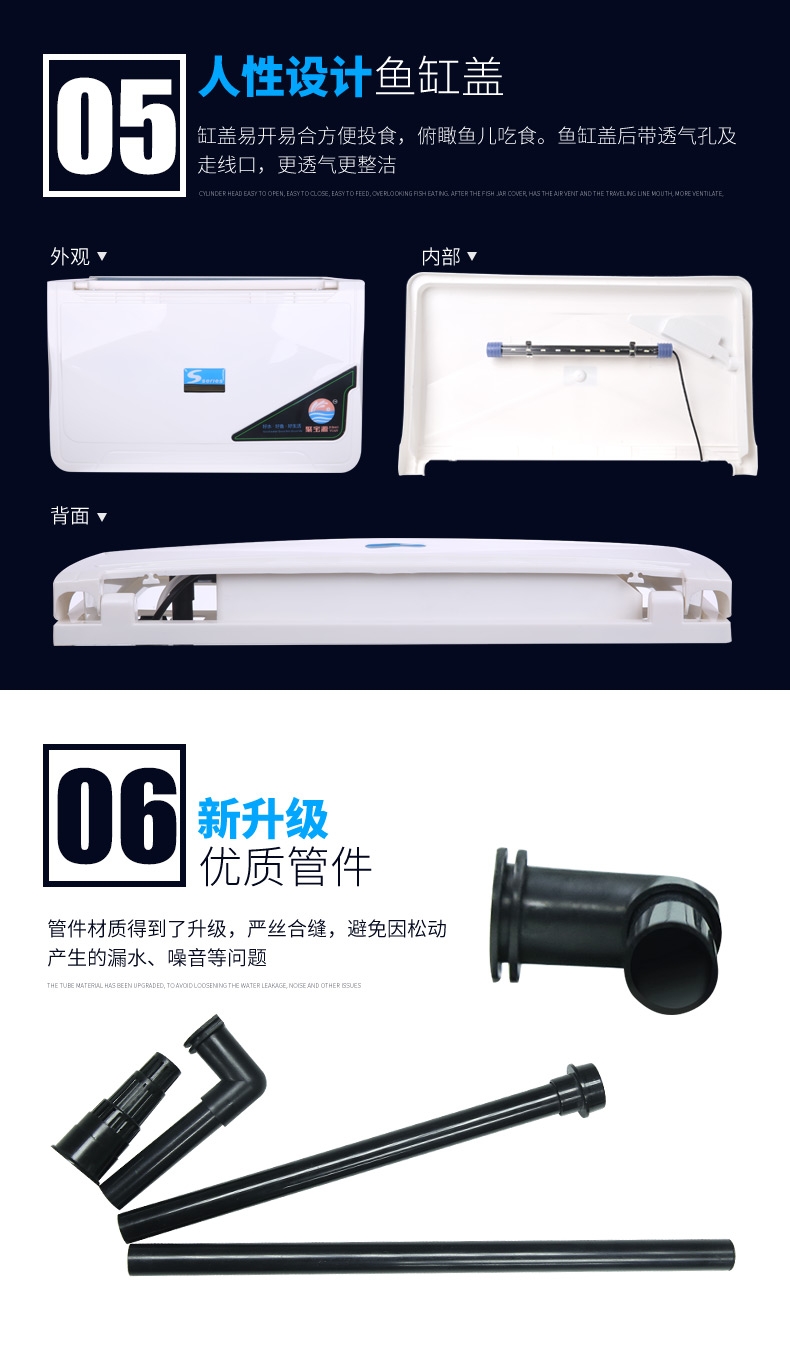 05
人性设计鱼缸盖
缸盖易开易合方便投食，俯瞰鱼儿吃食。鱼缸盖后带透气孔及
走线口，更透气更整洁
CYLINDER HEAD EASY TO OPEN, EASY TO CLOSE, EASY TO FEED, OVERLOOKING FISH EATING. AFTER THE FISH JAR COVER, HAS THE AIR VENT AND THE TRAVELING LINE MOUTH, MORE VENTILATE,
外观
内部
S series
背面
06
新升级
优质管件
管件材质得到了升级，严丝合缝，避免因松动
产生的漏水、噪音等问题
THE TUBE MATERIAL HAS BEEN UPGRADED, TO AVOID LOOSENING THE WATER LEAKAGE, NOISE AND OTHER ISSUES